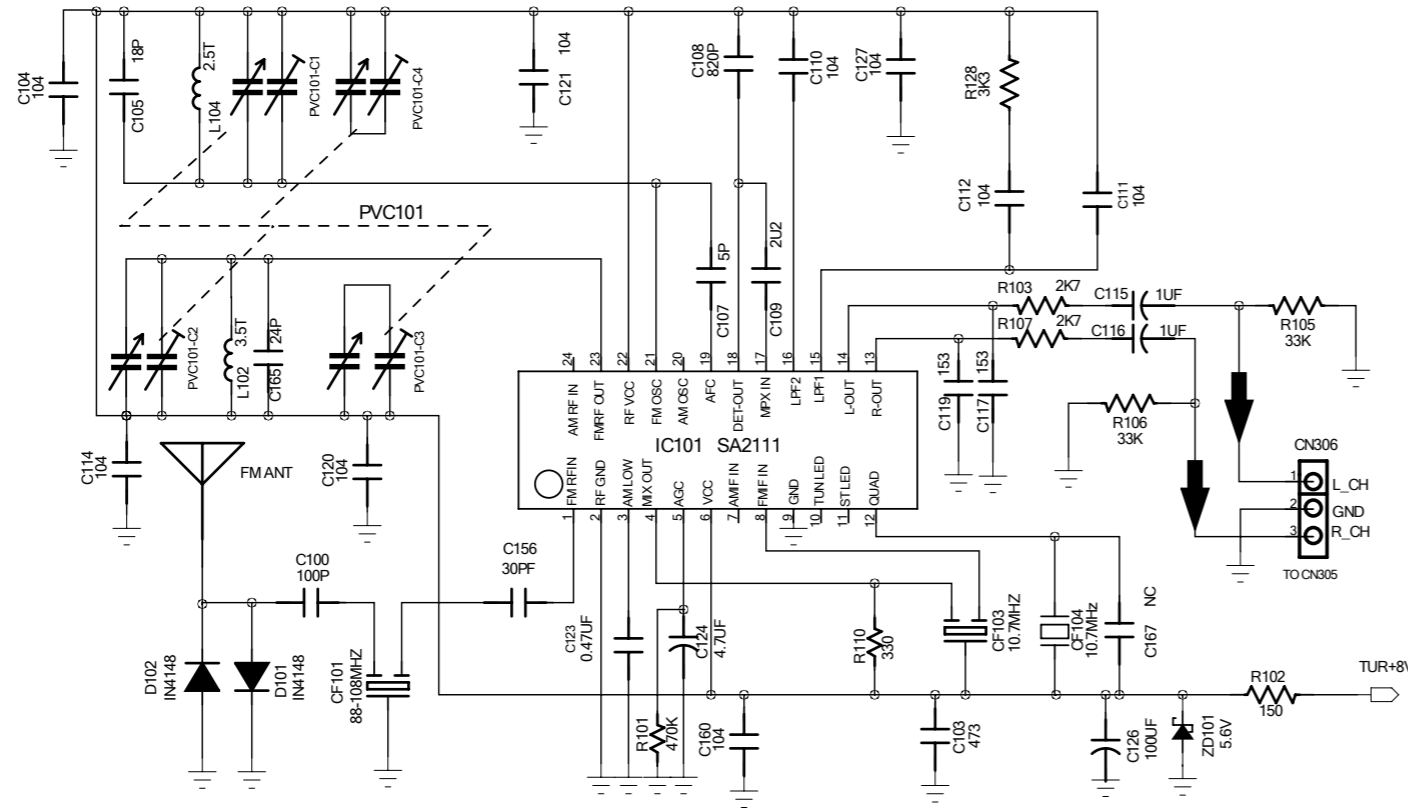 C104
104
18P
C105
2.5T
L104
PVC101-C1
PVC101-C4
104
C121
C108
820P
C110
104
C127
104
R128
3K3
C112
104
C111
104
PVC101
5P
C107
2U2
C109
PVC101-C2
3.5T
L102
24P
C165
PVC101-C3
R103
2K7
C115
1UF
R107
2K7
C116
1UF
R105
33K
R106
33K
C119
153
C117
153
24
23
22
21
20
19
18
17
16
15
14
13
AM RF IN
FMRF OUT
RF VCC
FM OSC
AM OSC
AFC
DET-OUT
MPX IN
LPF2
LPF1
L-OUT
R-OUT
IC101 SA2111
FM RFIN
RF GND
AM LOW
MIX OUT
AGC
VCC
AMIF IN
FMIF IN
GND
TUN LED
ST LED
QUAD
1
2
3
4
5
6
7
8
9
10
11
12
CN306
1
L_CH
2
GND
3
R_CH
TO CN305
C114
104
FM ANT
C120
104
C100
100P
C156
30PF
D102
IN4148
D101
IN4148
CF101
88-108MHZ
C123
0.47UF
R101
470K
C124
4.7UF
C160
104
R110
330
CF103
10.7MHZ
CF104
10.7MHz
NC
C167
C103
473
C126
100UF
ZD101
5.6V
R102
150
TUR+8V